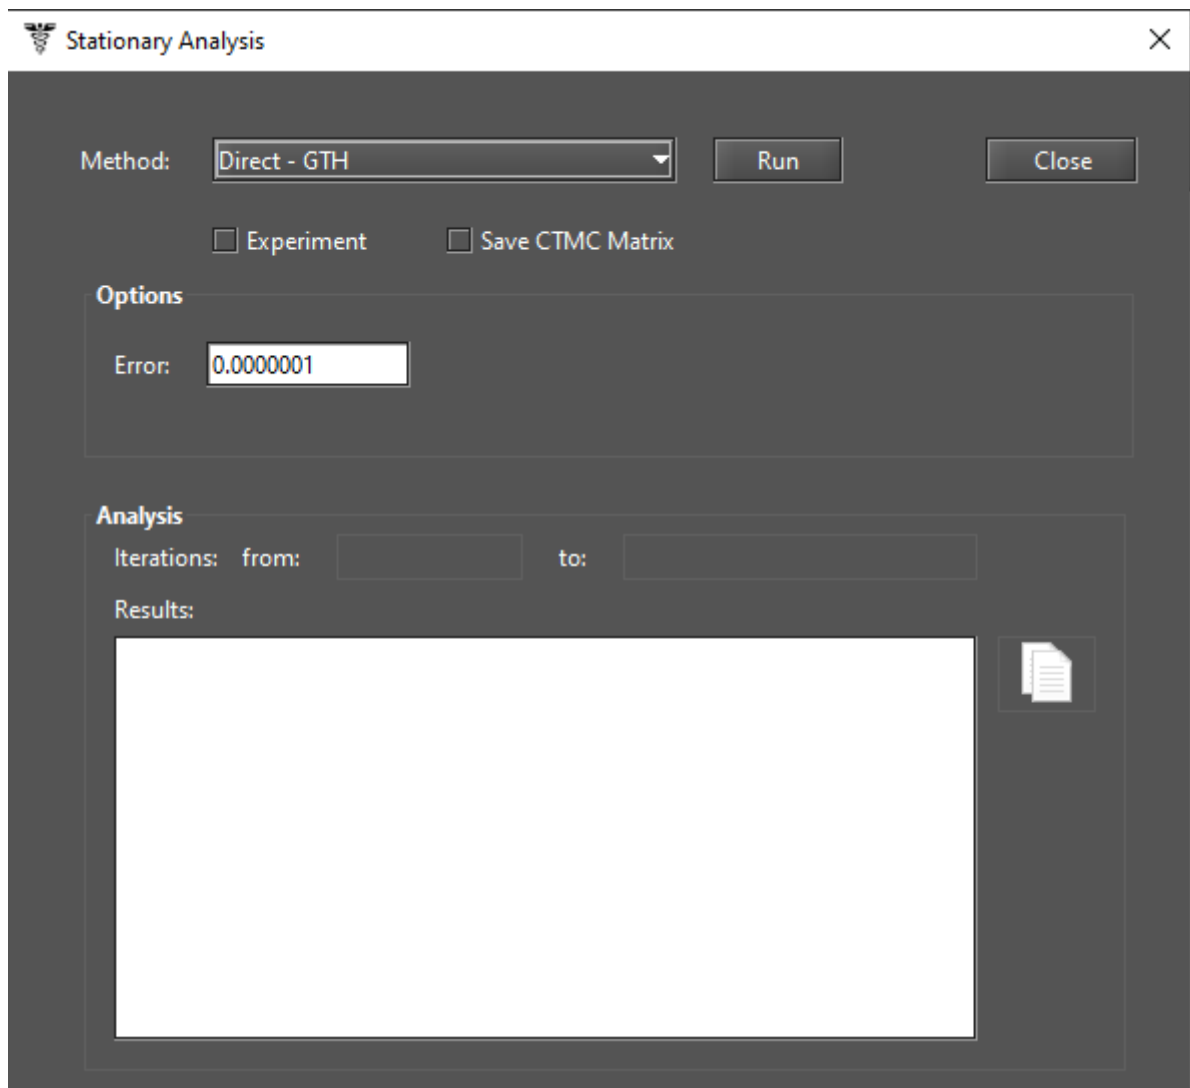 Stationary Analysis
Method: Direct - GTH Run Close
Experiment Save CTMC Matrix
Options
Error: 0.0000001
Analysis
Iterations: from: to:
Results: